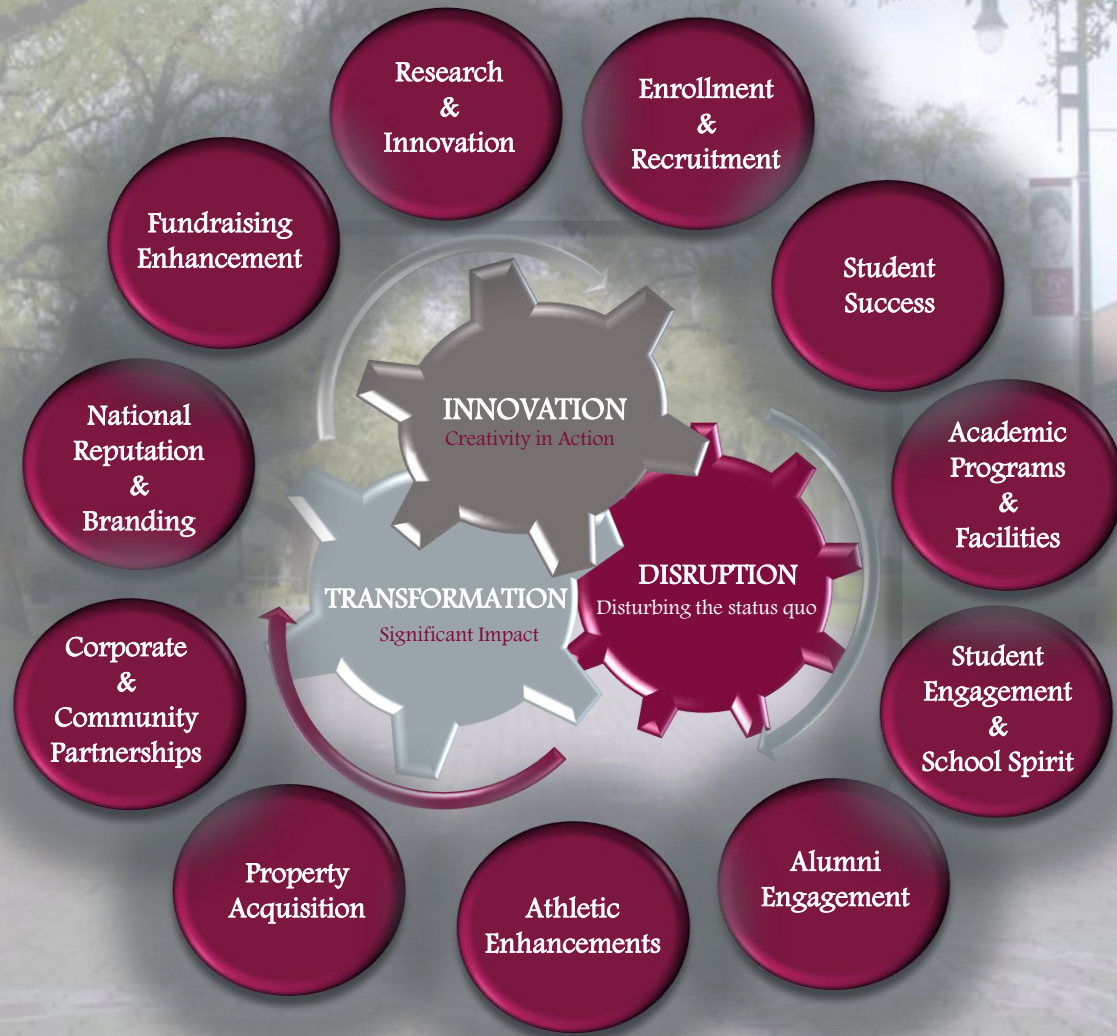 Research
&
Innovation
Enrollment
&
Recruitment
Fundraising
Enhancement
Student
Success
National
Reputation
&
Branding
INNOVATION
Creativity in Action
Academic
Programs
&
Facilities
TRANSFORMATION
Significant Impact
DISRUPTION
Disturbing the status quo
Corporate
&
Community
Partnerships
Student
Engagement
&
School Spirit
Property
Acquisition
Athletic
Enhancements
Alumni
Engagement